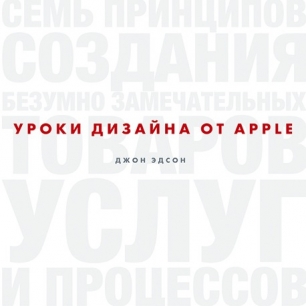 СЕМЬ ПРИНЦИПОВ
СОЗДАНИЯ
БЕЗУМНО ЗАМЕЧАТЕЛЬНЫХ
УРОКИ ДИЗАЙНА ОТ APPLE
ТОВАРОВ
ДЖОН ЭДСОН
УСЛУГ
И ПРОЦЕССОВ